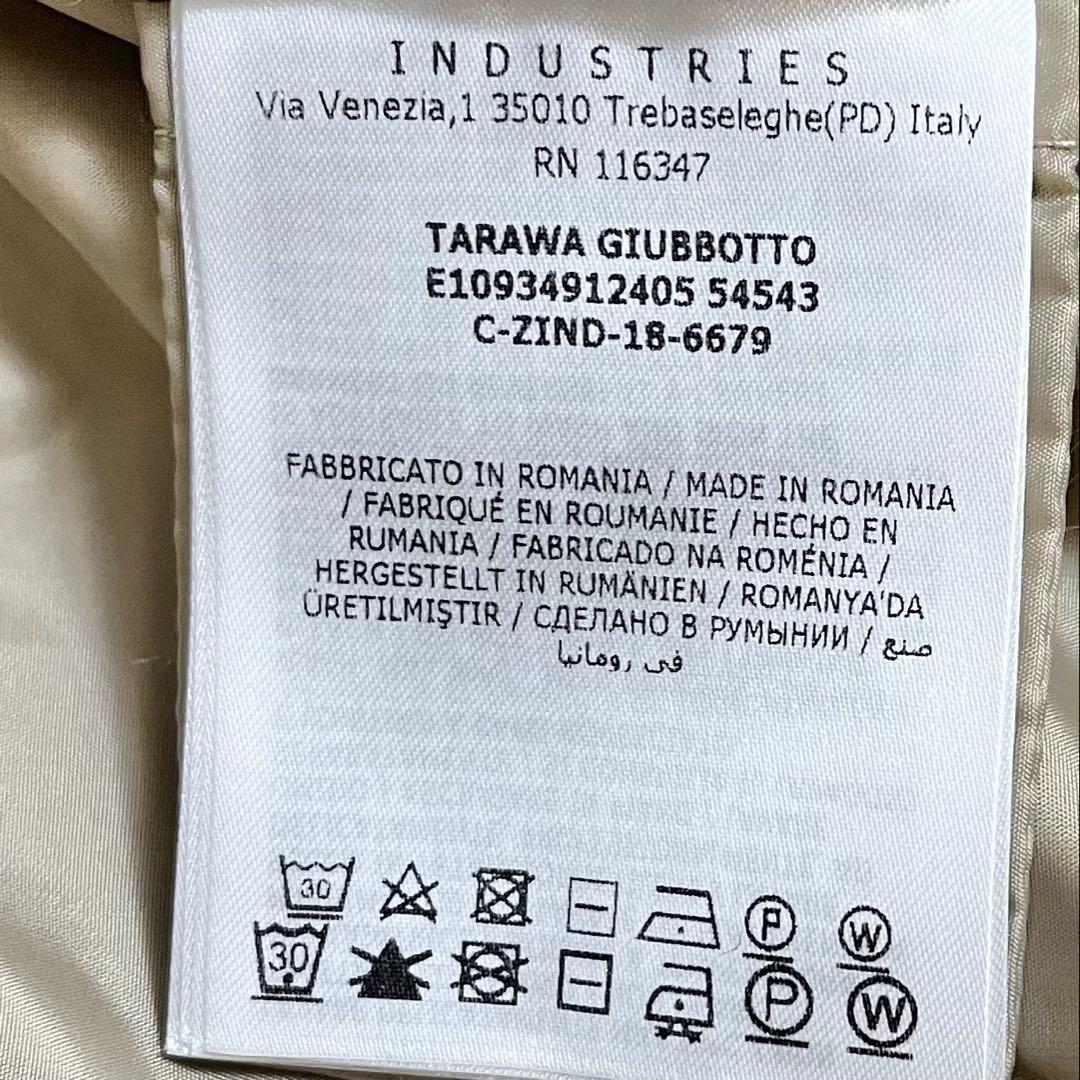 INDUSTRIES
Via Venezia,1 35010 Trebaseleghe(PD) Italy
RN 116347
TARAWA GIUBBOTTO
E10934912405 54543
C-ZIND-18-6679
FABBRICATO IN ROMANIA / MADE IN ROMANIA
/ FABRIQUÉ EN ROUMANIE / HECHO EN
RUMANIA / FABRICADO NA ROMÉNIA /
HERGESTELLT IN RUMÄNIEN / ROMANYA'DA
ÜRETILMIŞTIR / СДЕЛАНО В РУМЫНИИ / صنع
في رومانيا
30 P W
30 P W